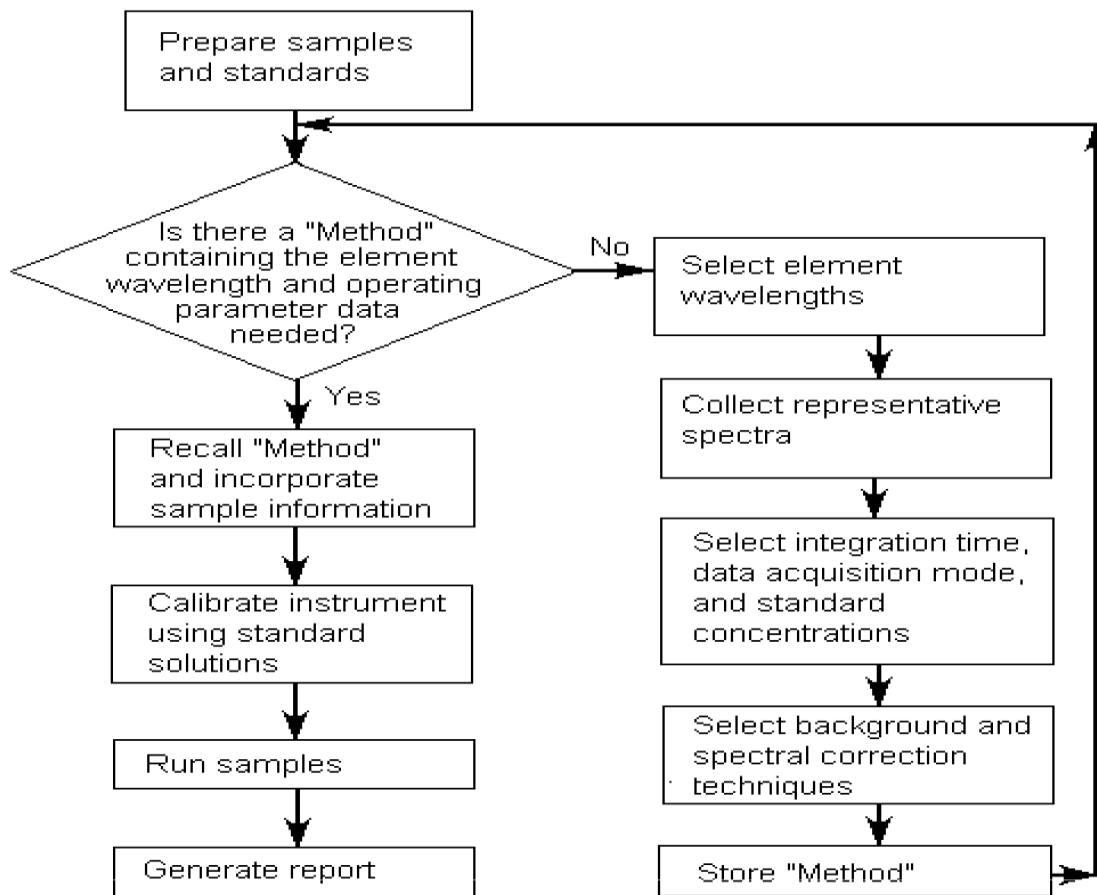 Prepare samples
and standards
Is there a "Method"
containing the element
wavelength and operating
parameter data
needed?
No
Yes
Recall "Method"
and incorporate
sample information
Calibrate instrument
using standard
solutions
Run samples
Generate report
Select element
wavelengths
Collect representative
spectra
Select integration time,
data acquisition mode,
and standard
concentrations
Select background and
spectral correction
techniques
Store "Method"